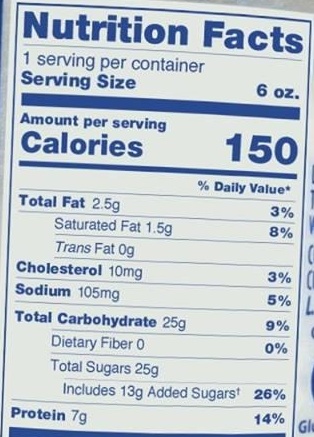 Nutrition Facts
1 serving per container
Serving Size 6 oz.
Amount per serving
Calories 150
% Daily Value*
Total Fat 2.5g 3%
Saturated Fat 1.5g 8%
Trans Fat 0g
Cholesterol 10mg 3%
Sodium 105mg 5%
Total Carbohydrate 25g 9%
Dietary Fiber 0 0%
Total Sugars 25g
Includes 13g Added Sugars† 26%
Protein 7g 14%